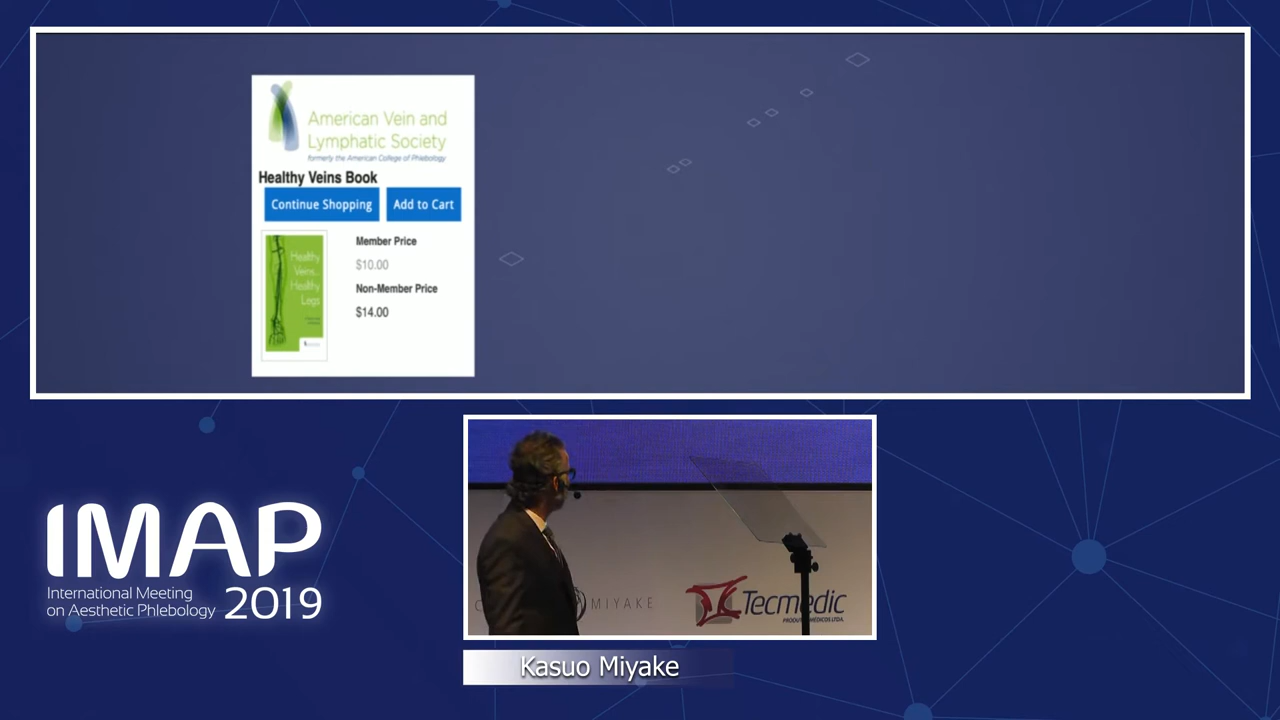 American Vein and
Lymphatic Society
formerly the American College of Phlebology
Healthy Veins Book
Continue Shopping
Add to Cart
Healthy
Veins...
Healthy
Legs
Member Price
$10.00
Non-Member Price
$14.00
IMAP
International Meeting
on Aesthetic Phlebology
2019
MIYAKE
Tecmedic
Kasuo Miyake